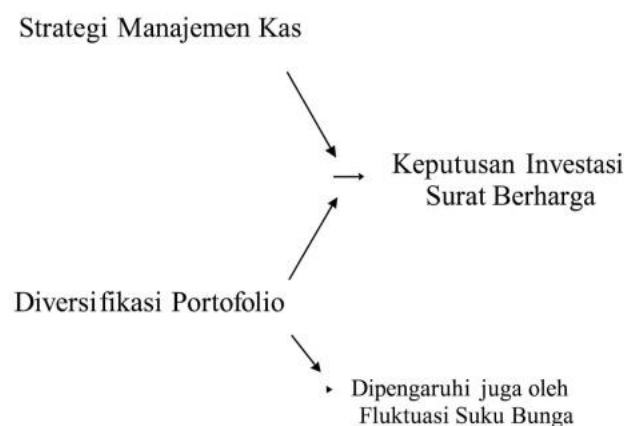 Strategi Manajemen Kas
Keputusan Investasi
Surat Berharga
Diversifikasi Portofolio
Dipengaruhi juga oleh
Fluktuasi Suku Bunga